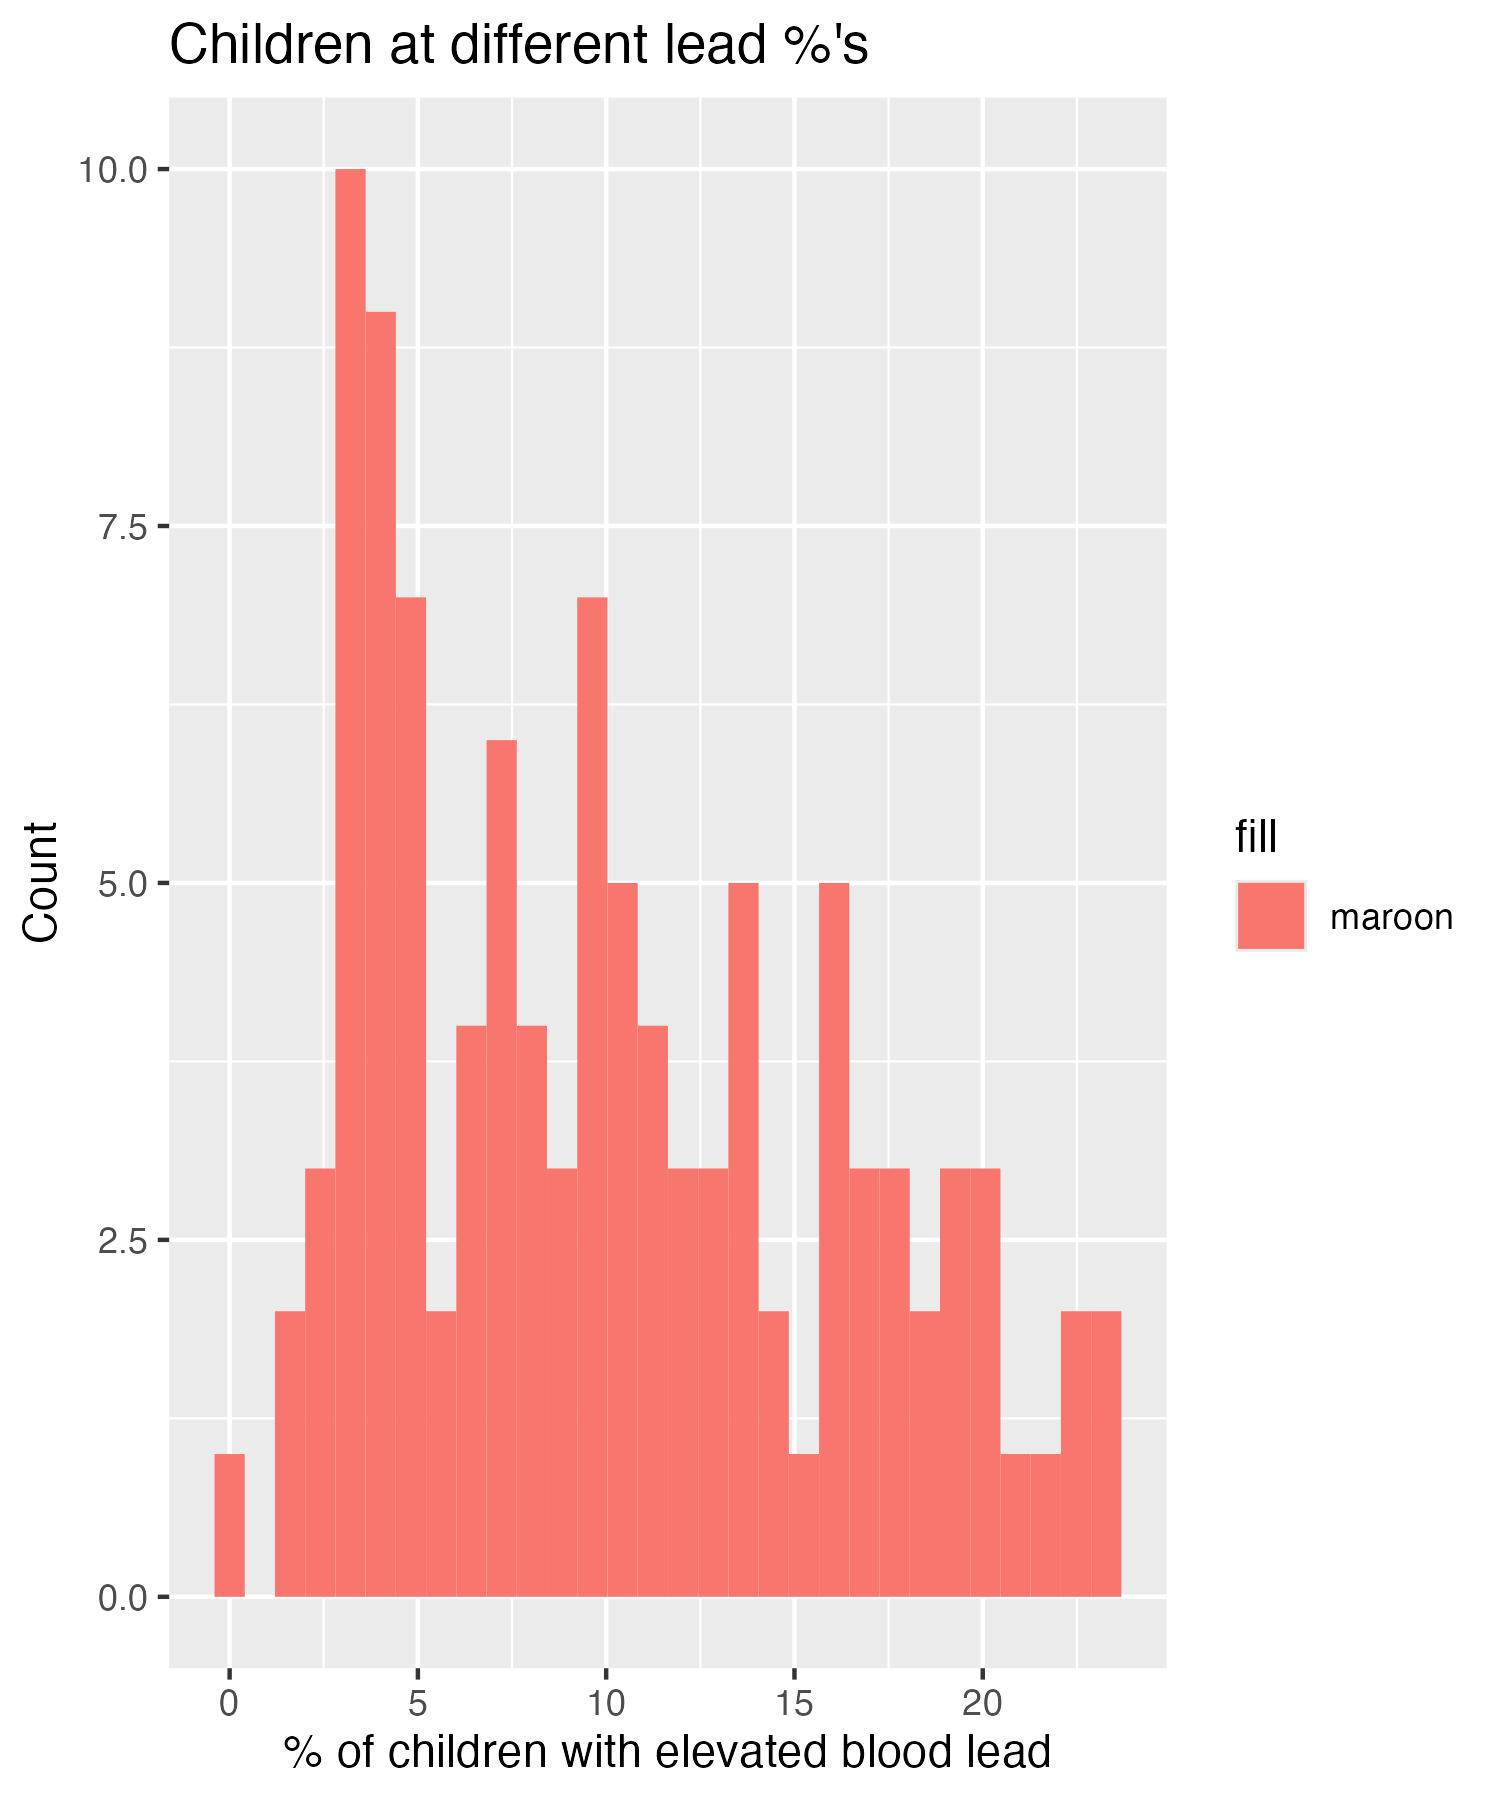 Children at different lead %'s
10.0
7.5
5.0
2.5
0.0
Count
0 5 10 15 20
% of children with elevated blood lead
fill
maroon